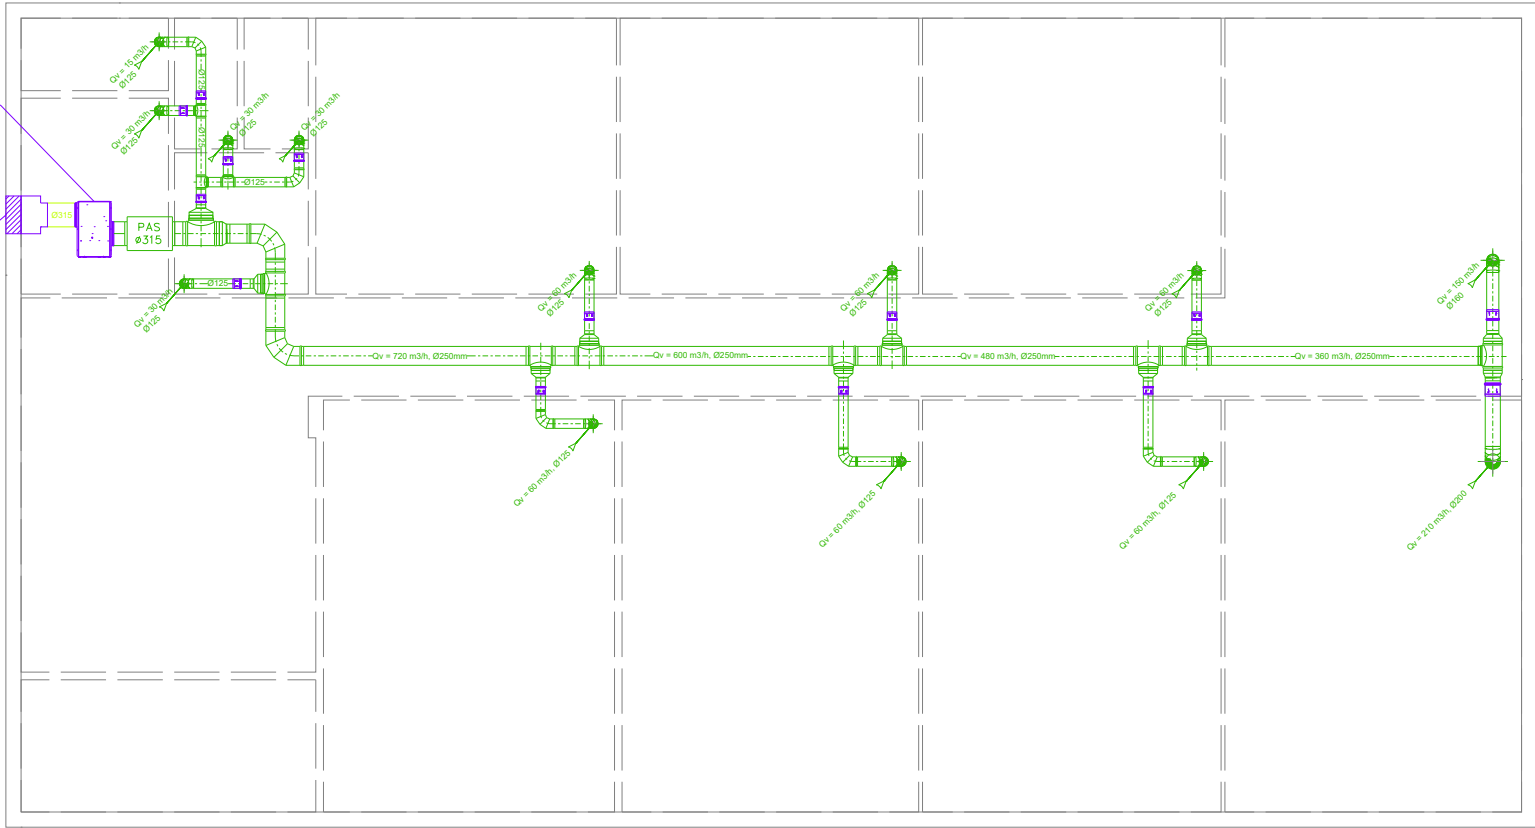 Qv = 15 m3/h
Ø125
Ø125
Qv = 30 m3/h
Ø125
Ø125
Qv = 30 m3/h
Ø125
Qv = 30 m3/h
Ø125
Ø125
Ø315
PAS
ø315
Ø125
Qv = 30 m3/h
Ø125
Qv = 60 m3/h
Ø125
Qv = 60 m3/h
Ø125
Qv = 60 m3/h
Ø125
Qv = 150 m3/h
Ø160
Qv = 720 m3/h, Ø250mm
Qv = 600 m3/h, Ø250mm
Qv = 480 m3/h, Ø250mm
Qv = 360 m3/h, Ø250mm
Qv = 60 m3/h, Ø125
Qv = 60 m3/h, Ø125
Qv = 60 m3/h, Ø125
Qv = 210 m3/h, Ø200